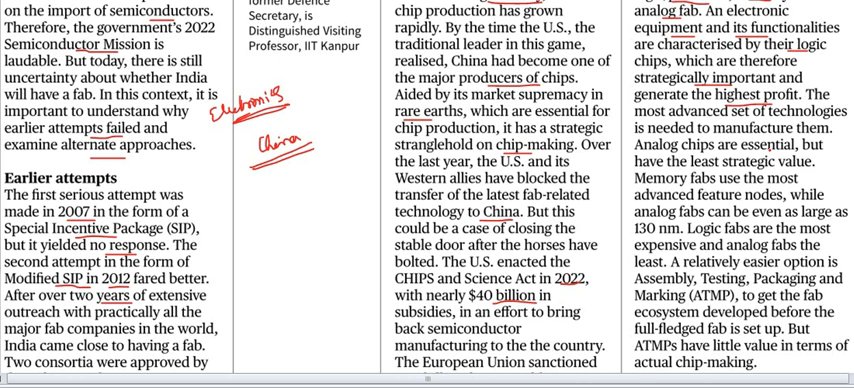 on the import of semiconductors.
Therefore, the government's 2022
Semiconductor Mission is
laudable. But today, there is still
uncertainty about whether India
will have a fab. In this context, it is
important to understand why
earlier attempts failed and
examine alternate approaches.
Earlier attempts
The first serious attempt was
made in 2007 in the form of a
Special Incentive Package (SIP),
but it yielded no response. The
second attempt in the form of
Modified SIP in 2012 fared better.
After over two years of extensive
outreach with practically all the
major fab companies in the world,
India came close to having a fab.
Two consortia were approved by
former Defence
Secretary, is
Distinguished Visiting
Professor, IIT Kanpur
Electronics
China
chip production has grown
rapidly. By the time the U.S., the
traditional leader in this game,
realised, China had become one of
the major producers of chips.
Aided by its market supremacy in
rare earths, which are essential for
chip production, it has a strategic
stranglehold on chip-making. Over
the last year, the U.S. and its
Western allies have blocked the
transfer of the latest fab-related
technology to China. But this
could be a case of closing the
stable door after the horses have
bolted. The U.S. enacted the
CHIPS and Science Act in 2022,
with nearly $40 billion in
subsidies, in an effort to bring
back semiconductor
manufacturing to the the country.
The European Union sanctioned
analog fab. An electronic
equipment and its functionalities
are characterised by their logic
chips, which are therefore
strategically important and
generate the highest profit. The
most advanced set of technologies
is needed to manufacture them.
Analog chips are essential, but
have the least strategic value.
Memory fabs use the most
advanced feature nodes, while
analog fabs can be even as large as
130 nm. Logic fabs are the most
expensive and analog fabs the
least. A relatively easier option is
Assembly, Testing, Packaging and
Marking (ATMP), to get the fab
ecosystem developed before the
full-fledged fab is set up. But
ATMPs have little value in terms of
actual chip-making.